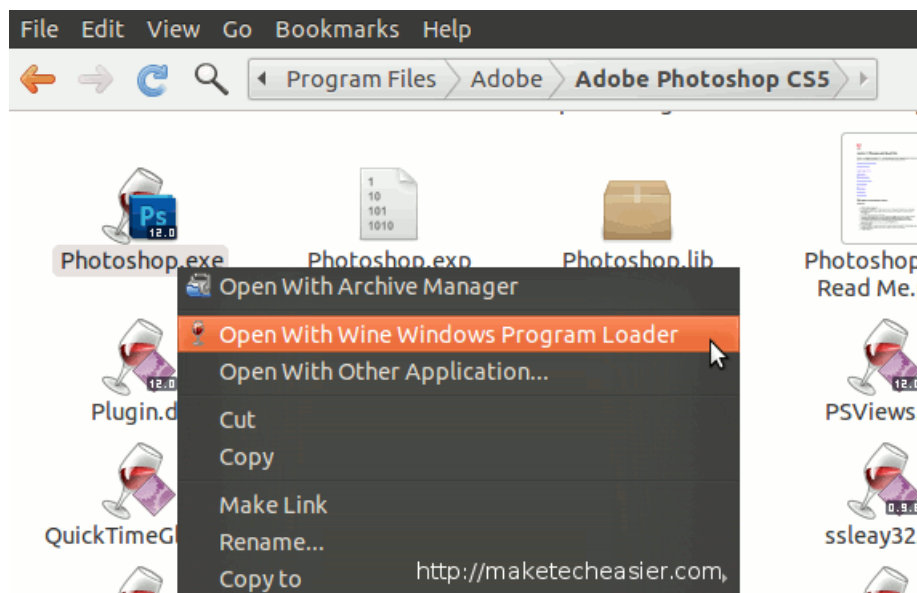 File Edit View Go Bookmarks Help
Program Files Adobe Adobe Photoshop CS5
Ps
12.0
1
10
101
1010
Photoshop.exe Photoshop.exp Photoshop.lib Photoshop
Read Me.
Open With Archive Manager
Open With Wine Windows Program Loader
Open With Other Application...
12.0
12.0
Plugin.d
PSViews
Cut
Copy
0.9.8
Make Link
QuickTimeGl
ssleay32
Rename...
Copy to
http://maketecheasier.com